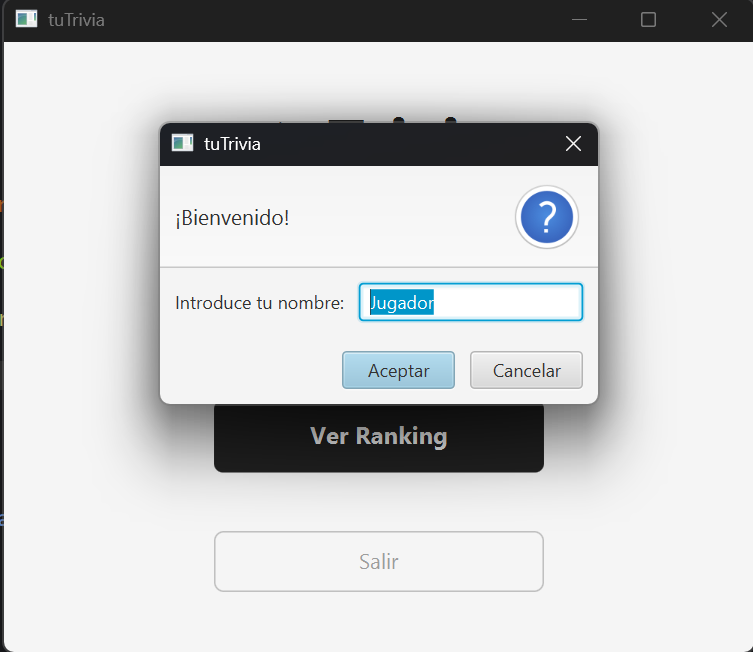 tuTrivia
tuTrivia
¡Bienvenido!
?
Introduce tu nombre: Jugador
Aceptar Cancelar
Ver Ranking
Salir